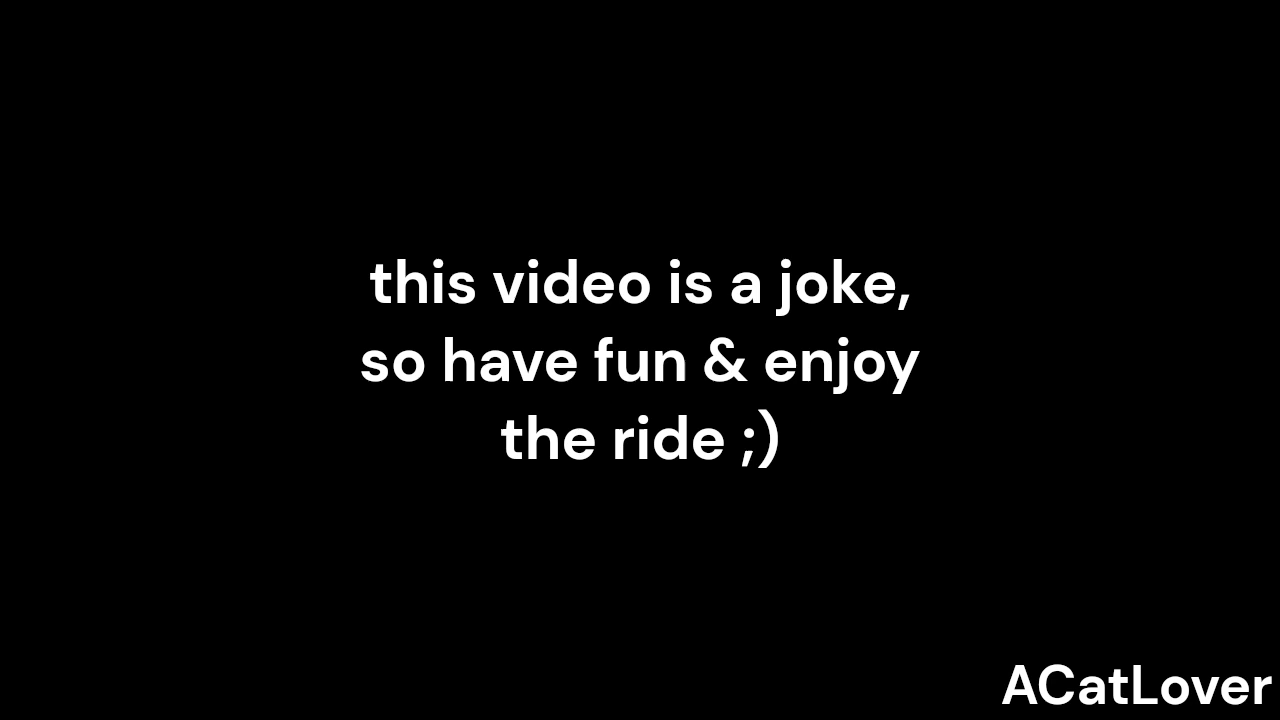 this video is a joke,
so have fun & enjoy
the ride ;)
ACatLover